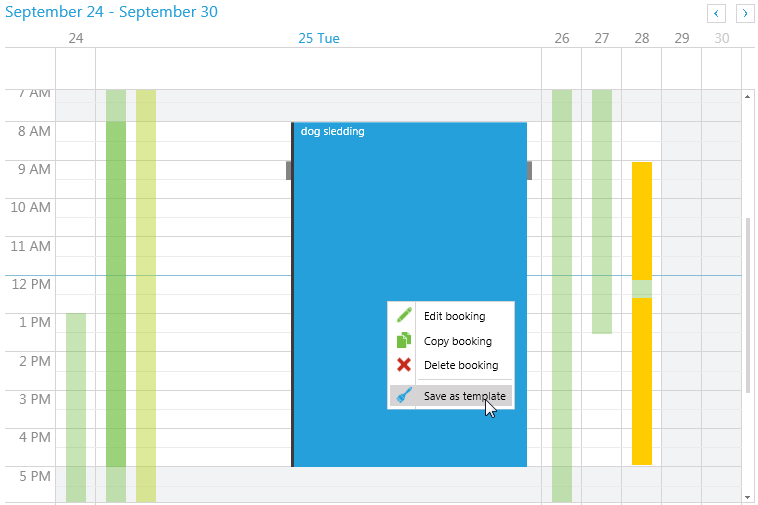 September 24 - September 30
24
25 Tue
26
27
28
29
30
7 AM
8 AM
dog sledding
9 AM
10 AM
11 AM
12 PM
1 PM
2 PM
3 PM
4 PM
5 PM
Edit booking
Copy booking
Delete booking
Save as template